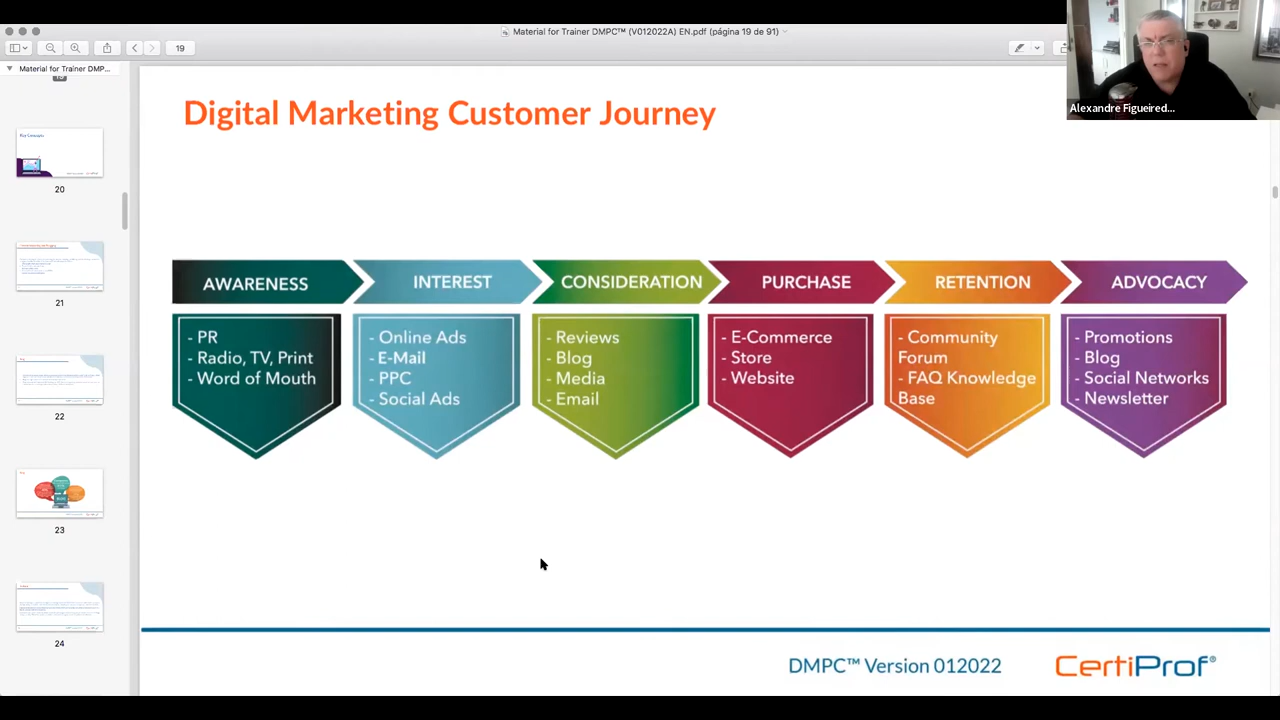 Material for Trainer DMPC™ (V012022A) EN.pdf (página 19 de 91)
19
Material for Trainer DMP...
Alexandre Figueired...
Digital Marketing Customer Journey
AWARENESS
- PR
- Radio, TV, Print
- Word of Mouth
INTEREST
- Online Ads
- E-Mail
- PPC
- Social Ads
CONSIDERATION
- Reviews
- Blog
- Media
- Email
PURCHASE
- E-Commerce
- Store
- Website
RETENTION
- Community
Forum
- FAQ Knowledge
Base
ADVOCACY
- Promotions
- Blog
- Social Networks
- Newsletter
Key Concepts
20
21
22
23
24
DMPC™ Version 012022
CertiProf®